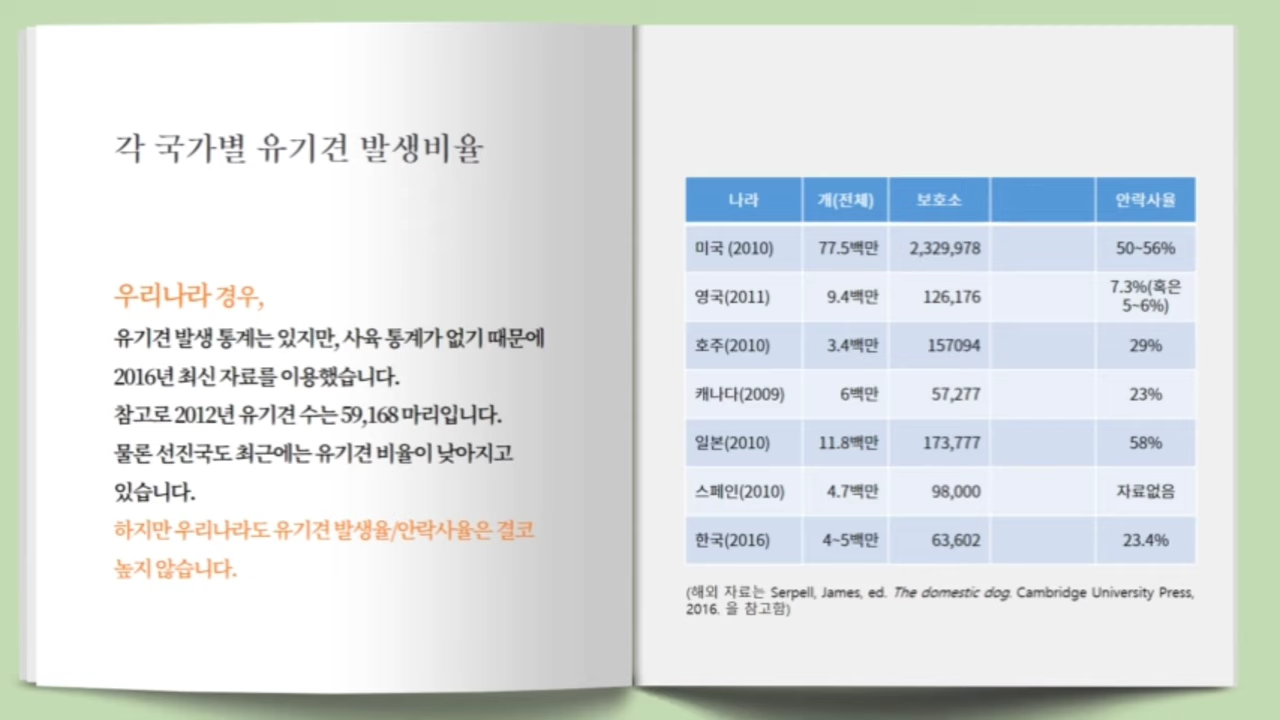 각 국가별 유기견 발생비율
우리나라 경우,
유기견 발생 통계는 있지만, 사육 통계가 없기 때문에
2016년 최신 자료를 이용했습니다.
참고로 2012년 유기견 수는 59,168 마리입니다.
물론 선진국도 최근에는 유기견 비율이 낮아지고
있습니다.
하지만 우리나라도 유기견 발생율/안락사율은 결코
높지 않습니다.
나라 개(전체) 보호소 안락사율
미국 (2010) 77.5백만 2,329,978 50~56%
영국(2011) 9.4백만 126,176 7.3%(혹은
5~6%)
호주(2010) 3.4백만 157094 29%
캐나다(2009) 6백만 57,277 23%
일본(2010) 11.8백만 173,777 58%
스페인(2010) 4.7백만 98,000 자료없음
한국(2016) 4~5백만 63,602 23.4%
(해외 자료는 Serpell, James, ed. The domestic dog. Cambridge University Press,
2016. 을 참고함)